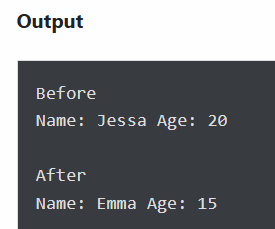 Output
Before
Name: Jessa Age: 20
After
Name: Emma Age: 15